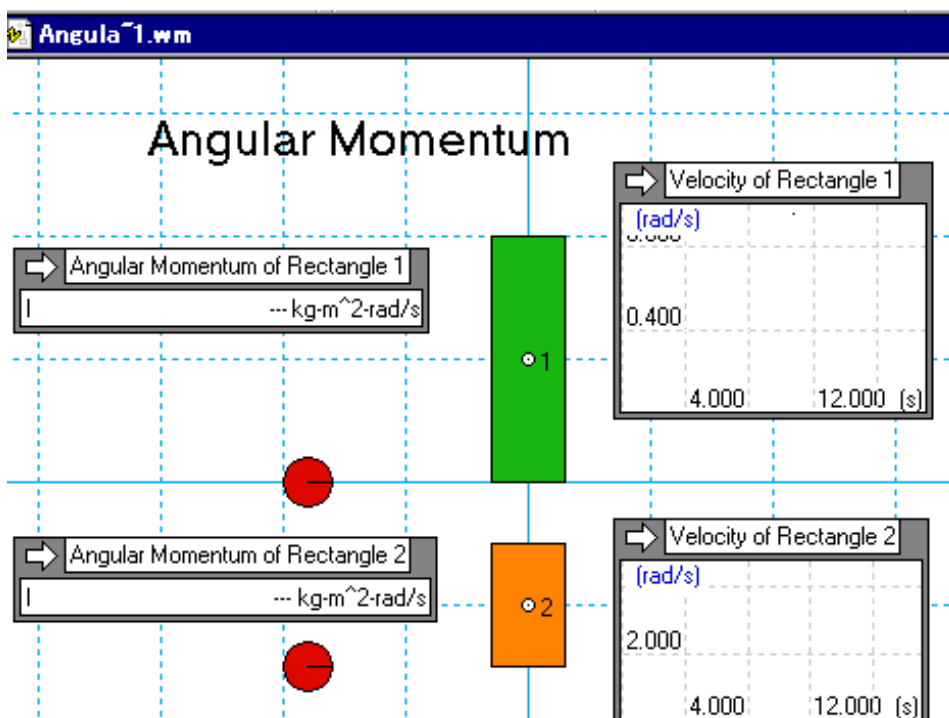 Angula~1.wm
Angular Momentum
Velocity of Rectangle 1
(rad/s)
0.400
4.000 12.000 (s)
Angular Momentum of Rectangle 1
I --- kg-m^2-rad/s
1
Velocity of Rectangle 2
(rad/s)
2.000
4.000 12.000 (s)
Angular Momentum of Rectangle 2
I --- kg-m^2-rad/s
2